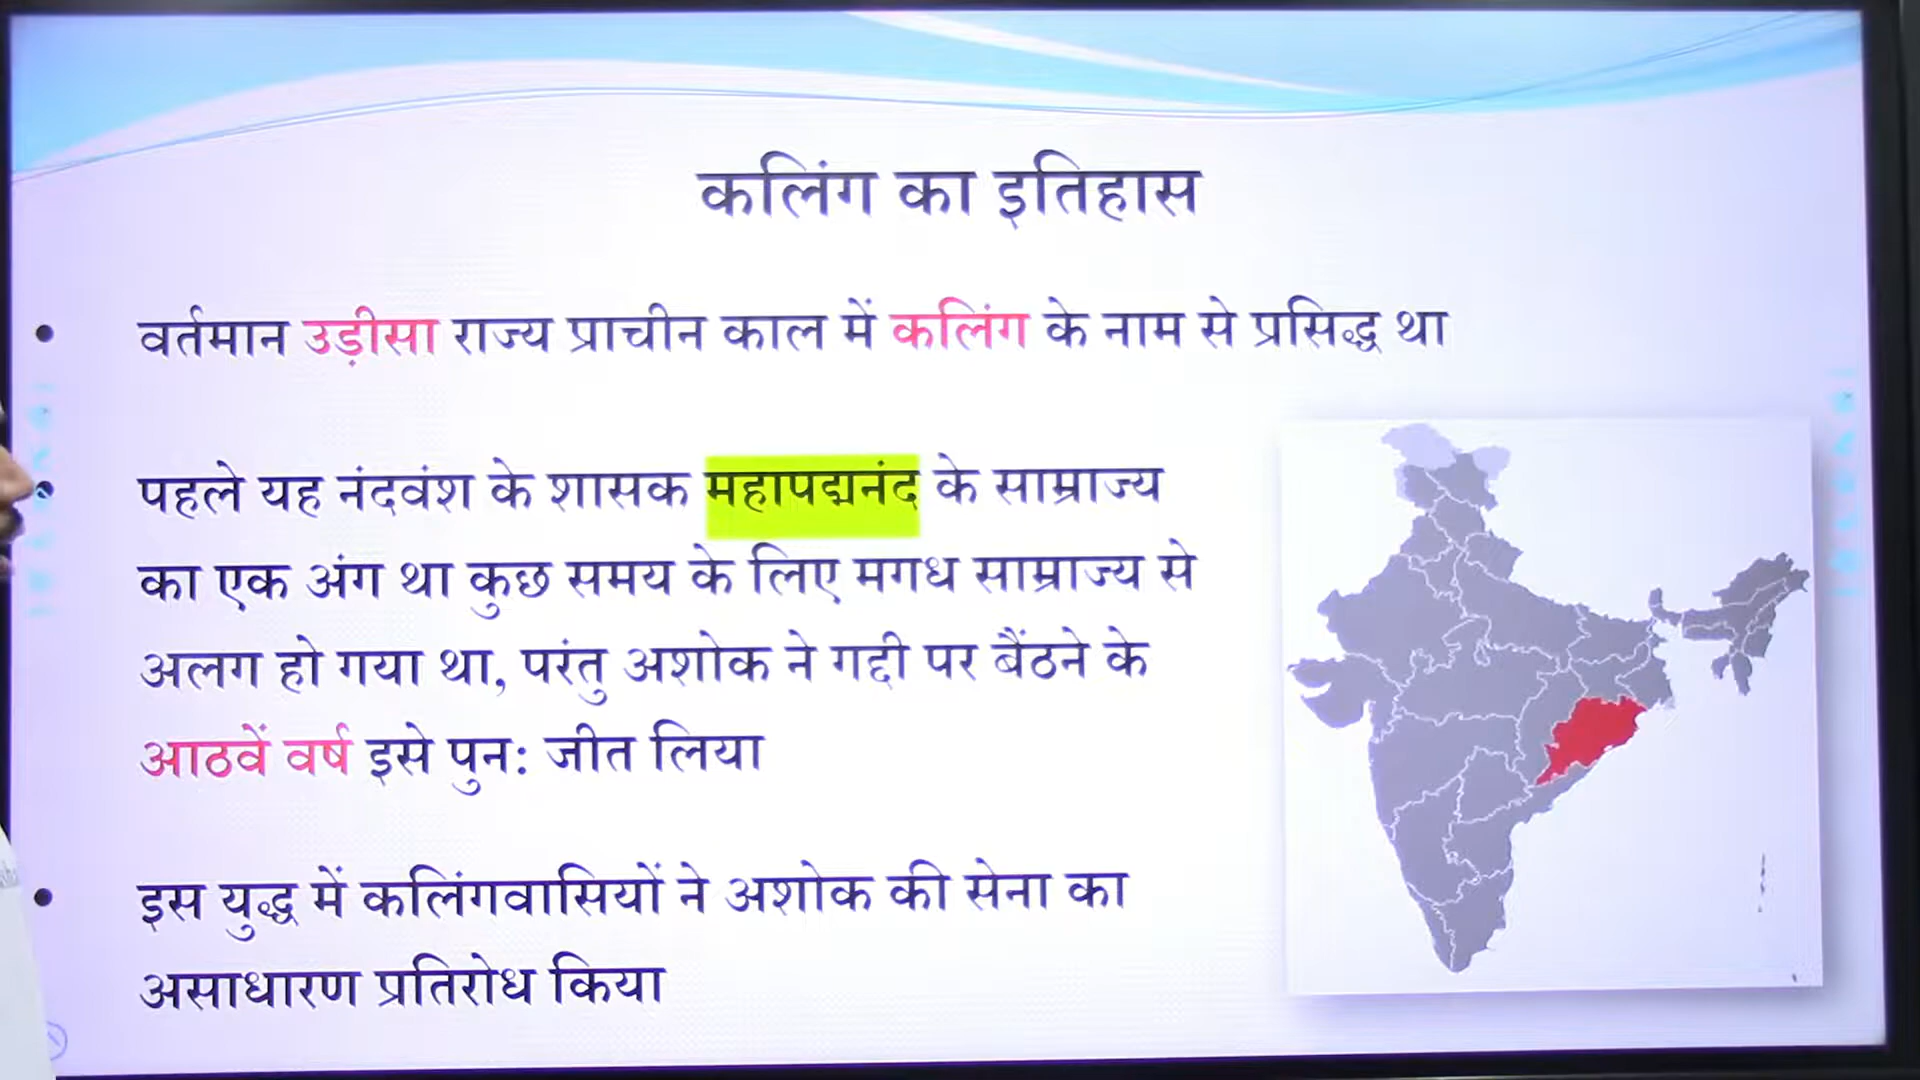 कलिंग का इतिहास
• वर्तमान उड़ीसा राज्य प्राचीन काल में कलिंग के नाम से प्रसिद्ध था
• पहले यह नंदवंश के शासक महापद्मनंद के साम्राज्य
का एक अंग था कुछ समय के लिए मगध साम्राज्य से
अलग हो गया था, परंतु अशोक ने गद्दी पर बैंठने के
आठवें वर्ष इसे पुन: जीत लिया
• इस युद्ध में कलिंगवासियों ने अशोक की सेना का
असाधारण प्रतिरोध किया